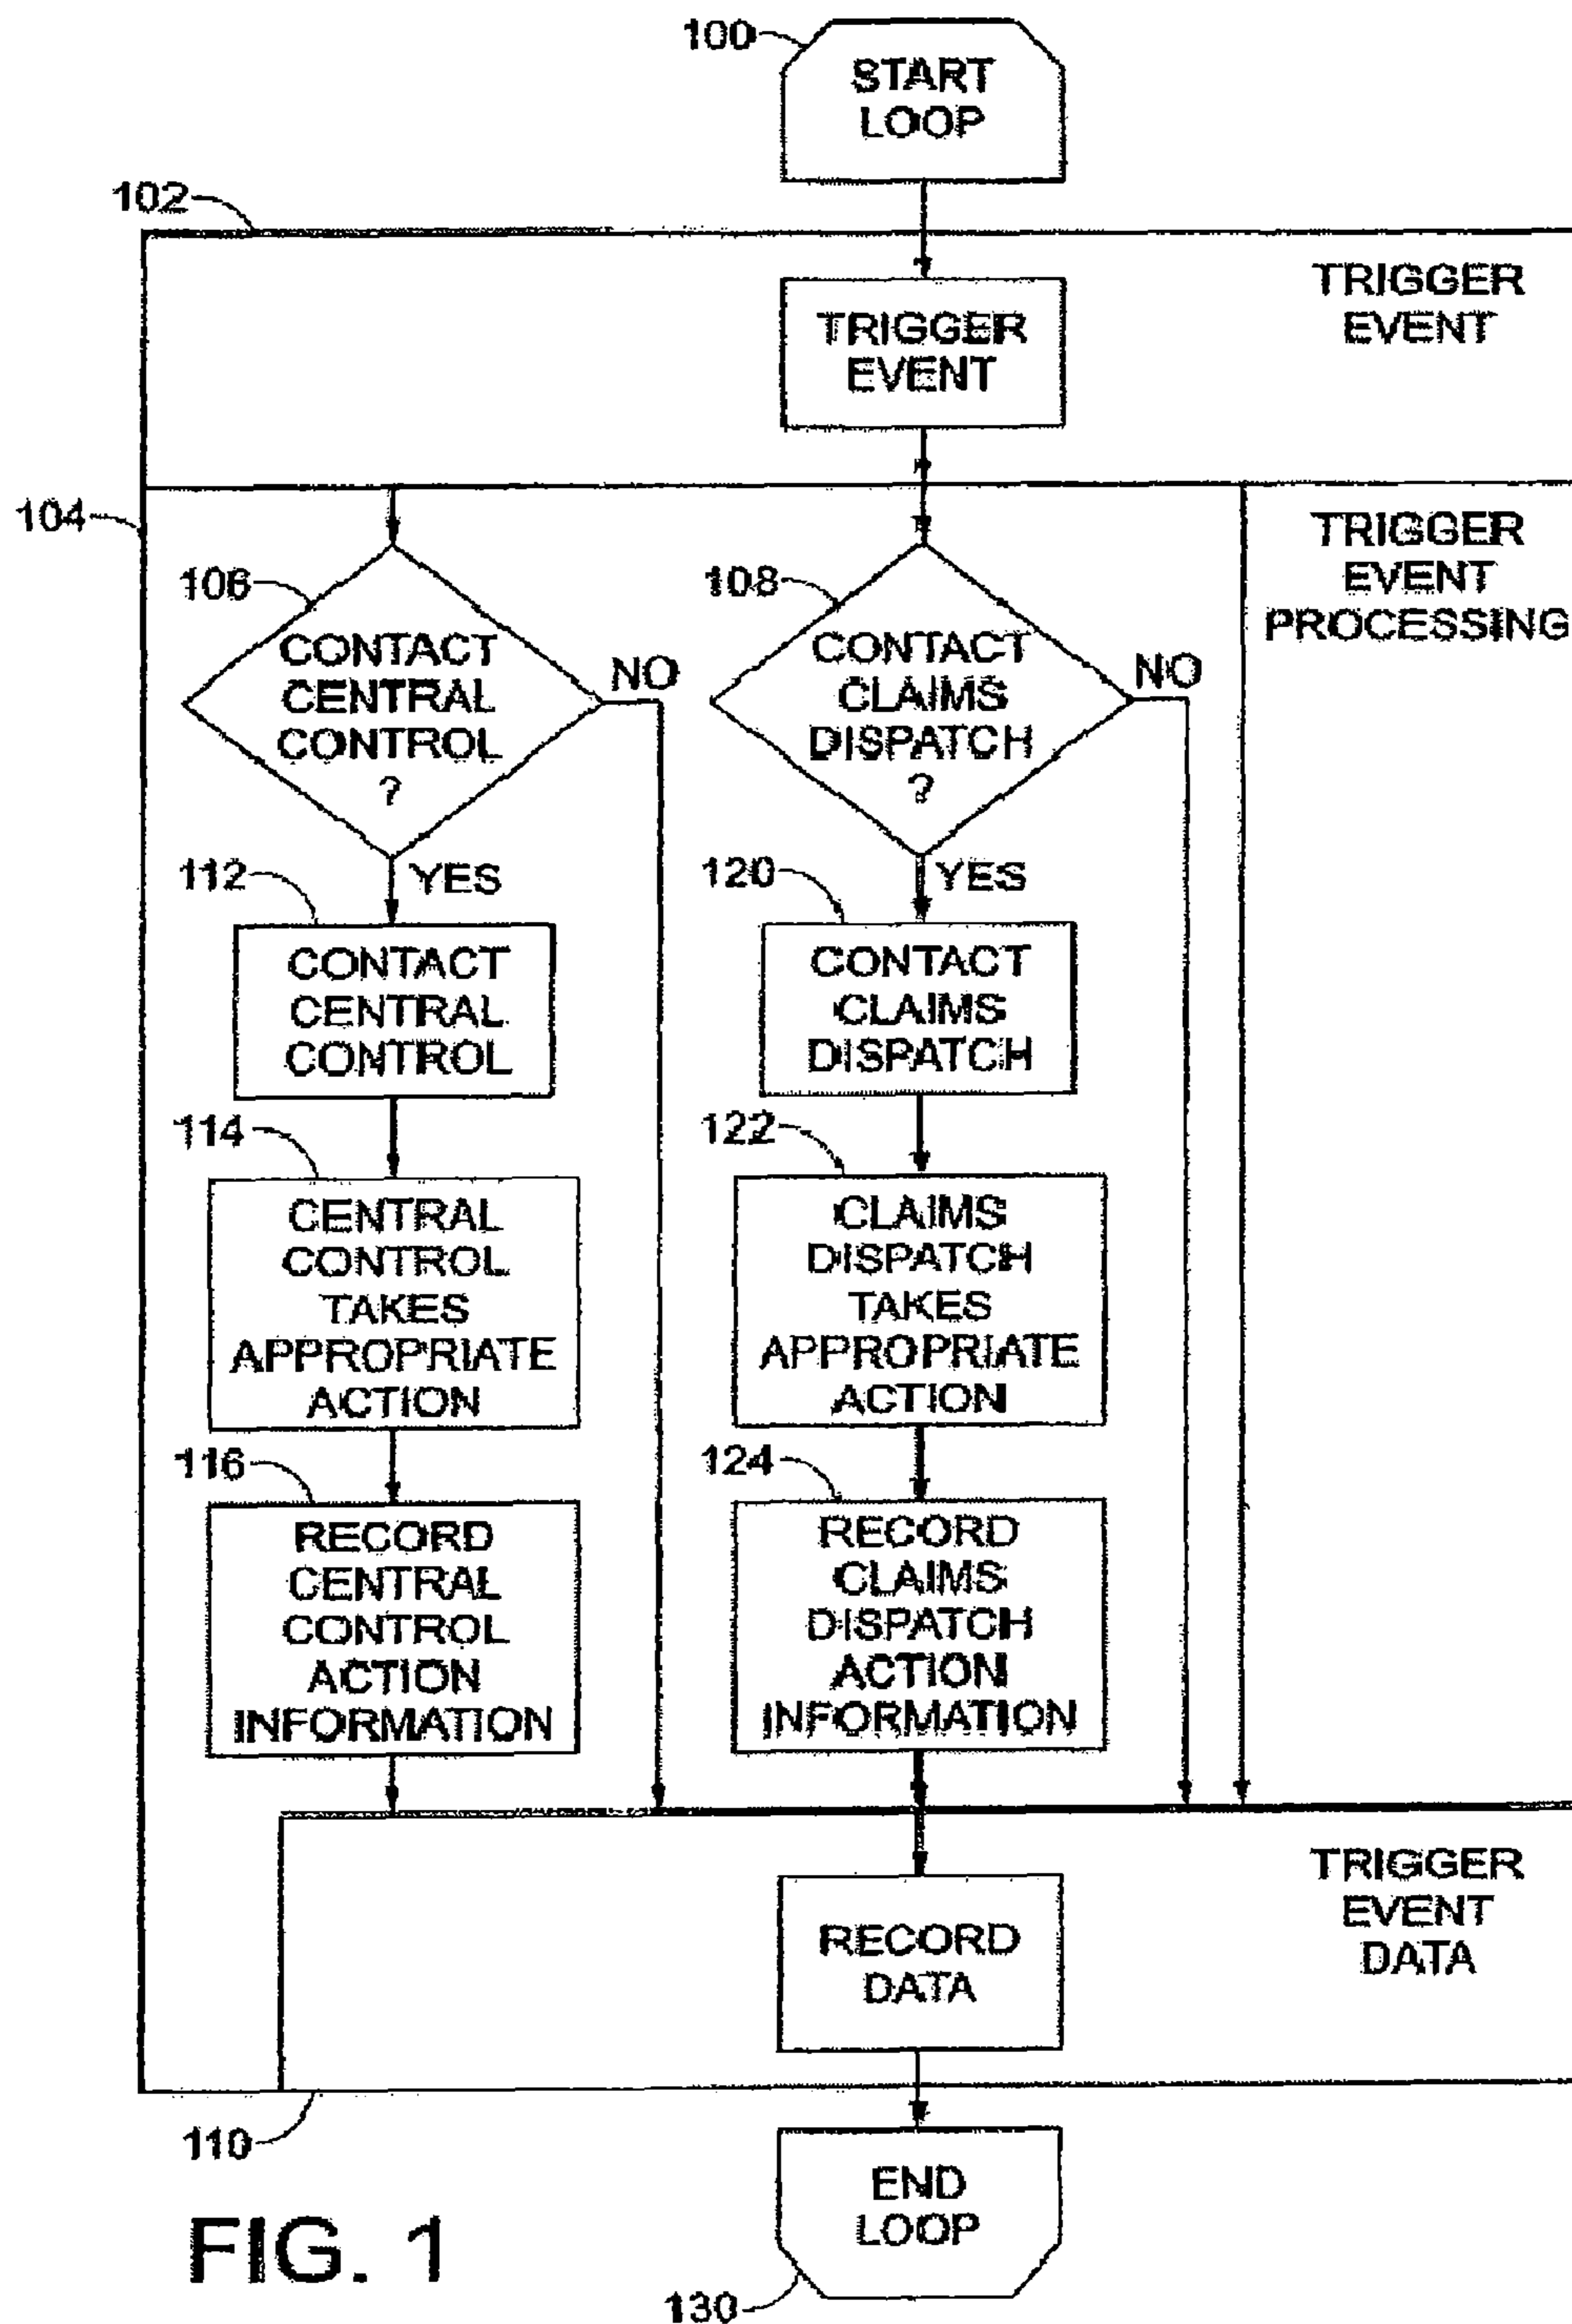 100
START
LOOP
102
TRIGGER
EVENT
TRIGGER
EVENT
104
TRIGGER
EVENT
PROCESSING
106
CONTACT
CENTRAL
CONTROL
?
NO
108
CONTACT
CLAIMS
DISPATCH
?
NO
YES
YES
112
CONTACT
CENTRAL
CONTROL
120
CONTACT
CLAIMS
DISPATCH
114
CENTRAL
CONTROL
TAKES
APPROPRIATE
ACTION
122
CLAIMS
DISPATCH
TAKES
APPROPRIATE
ACTION
116
RECORD
CENTRAL
CONTROL
ACTION
INFORMATION
124
RECORD
CLAIMS
DISPATCH
ACTION
INFORMATION
TRIGGER
EVENT
DATA
RECORD
DATA
110
END
LOOP
130
FIG. 1